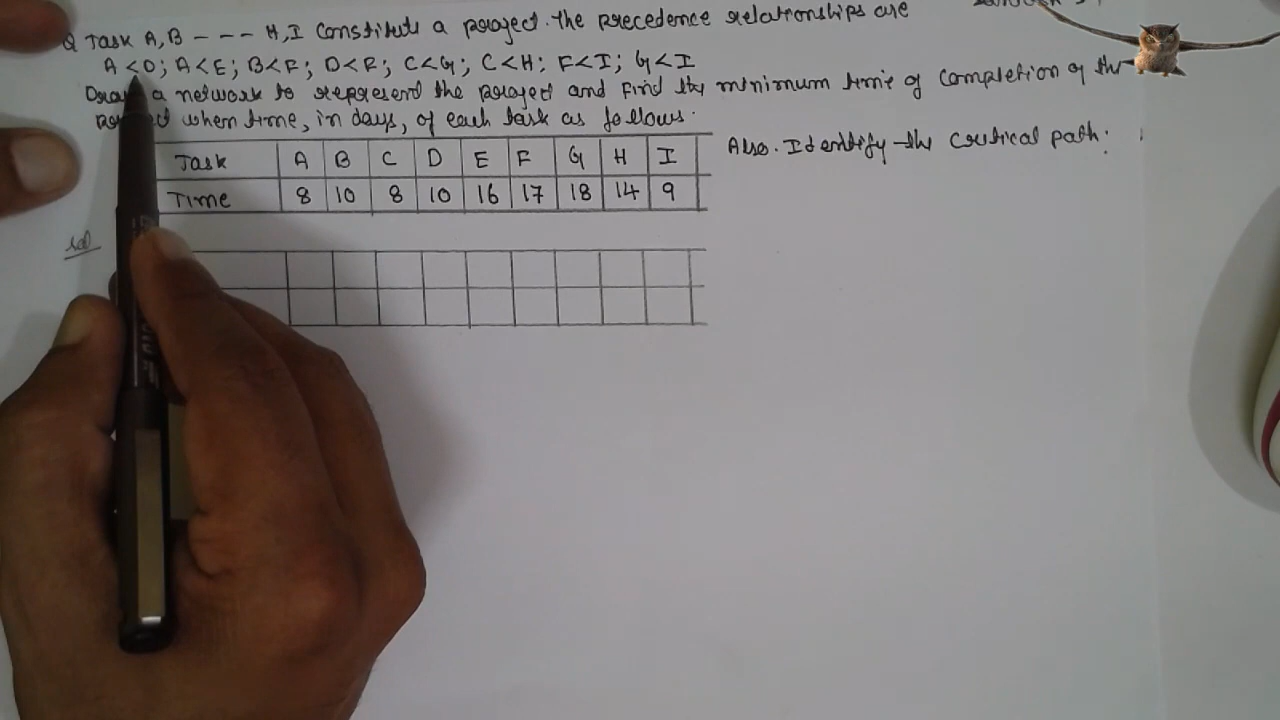 Q Task A, B - - - H, I Constitute a project. The precedence relationships are
A < D; A < E; B < F; D < F; C < G; C < H; F < I; G < I
Draw a network to represent the project and find the minimum time of completion of the
when time, in days, of each task as follows.
Also. Identify the critical path.
Task A B C D E F G H I
Time 8 10 8 10 16 17 18 14 9
sol